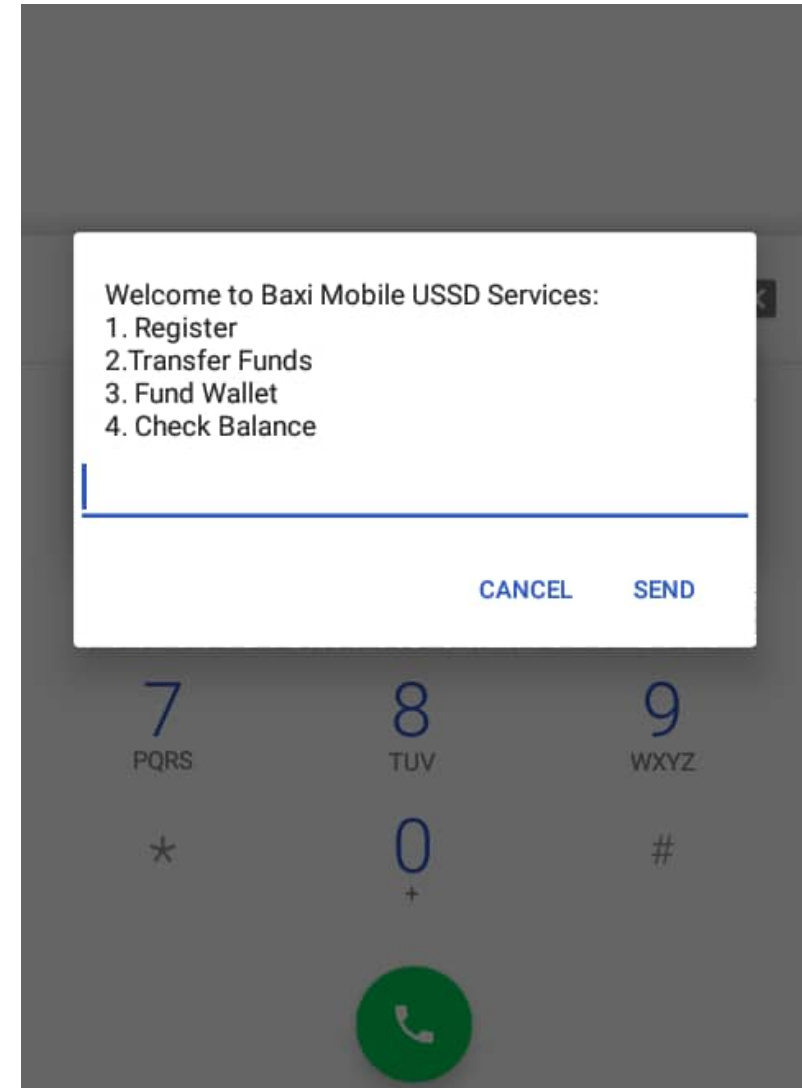 Welcome to Baxi Mobile USSD Services:
1. Register
2.Transfer Funds
3. Fund Wallet
4. Check Balance
CANCEL SEND
7 8 9
PQRS TUV WXYZ
* 0 #
+